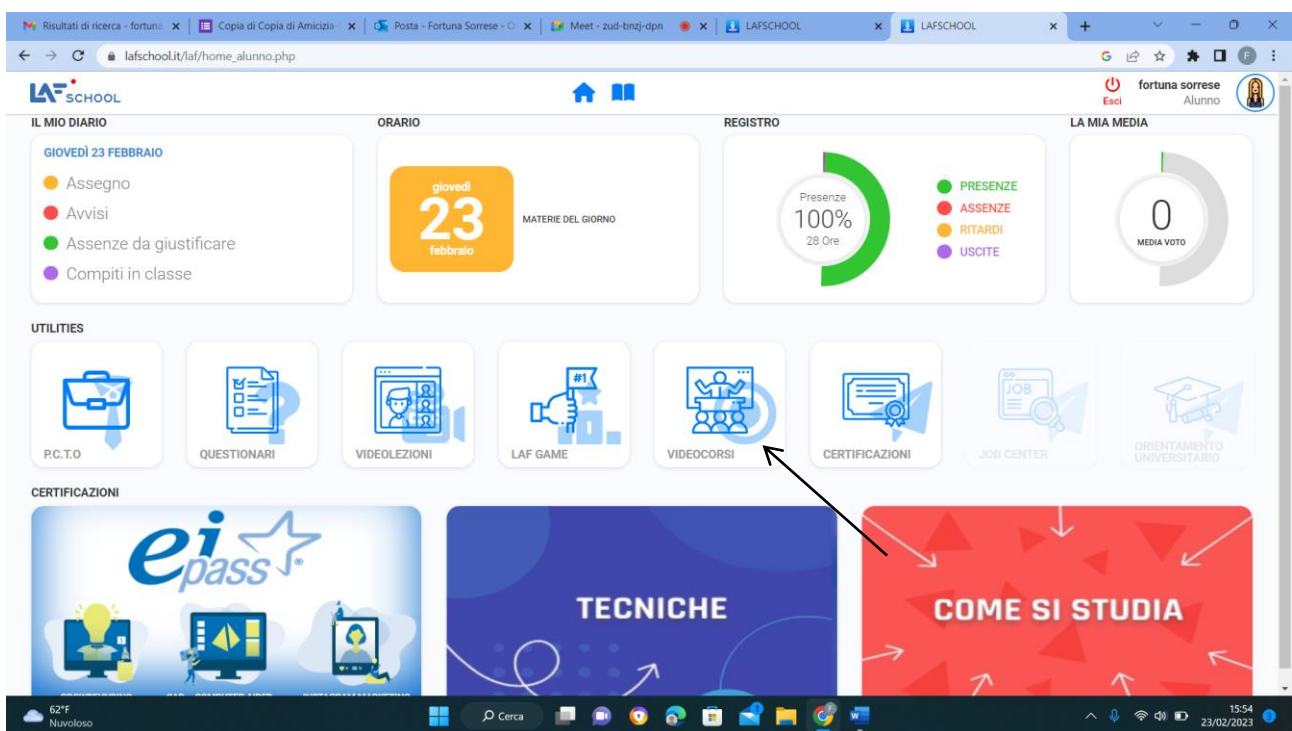 Risultati di ricerca - fortuna
Copia di Copia di Amicizia-
Posta - Fortuna Sorrese - O
Meet - zud-bnzj-dpn
LAFSCHOOL
LAFSCHOOL
lafschool.it/laf/home_alunno.php
LAF SCHOOL
Esci
fortuna sorrese
Alunno
IL MIO DIARIO
ORARIO
REGISTRO
LA MIA MEDIA
GIOVEDÌ 23 FEBBRAIO
Assegno
Avvisi
Assenze da giustificare
Compiti in classe
giovedì
23
febbraio
MATERIE DEL GIORNO
Presenze
100%
28 Ore
PRESENZE
ASSENZE
RITARDI
USCITE
0
MEDIA VOTO
UTILITIES
P.C.T.O
QUESTIONARI
VIDEOLEZIONI
#1
LAF GAME
VIDEOCORSI
CERTIFICAZIONI
JOB
JOB CENTER
ORIENTAMENTO
UNIVERSITARIO
CERTIFICAZIONI
ei
pass
TECNICHE
COME SI STUDIA
62°F
Nuvoloso
Cerca
15:54
23/02/2023
3